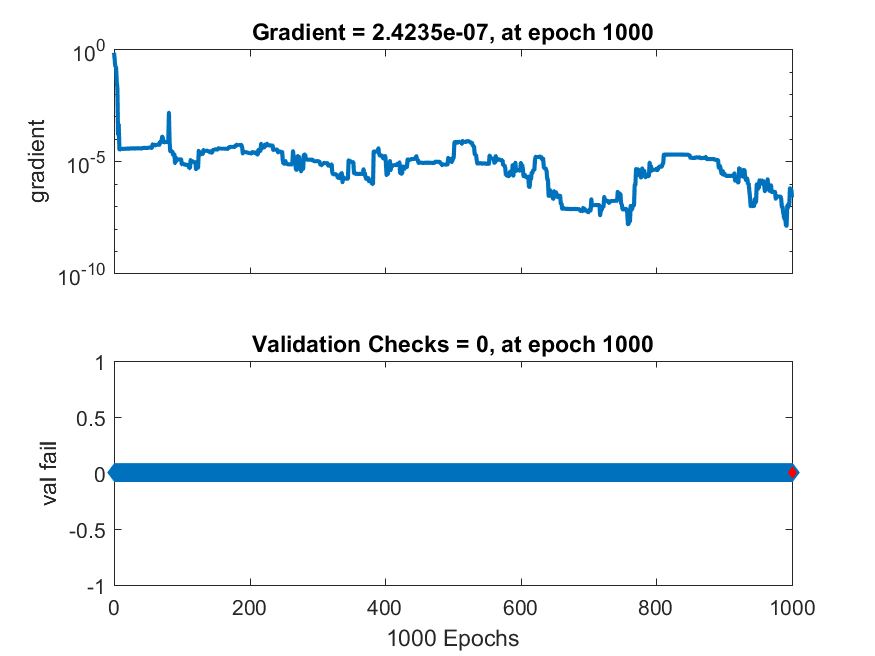 Gradient = 2.4235e-07, at epoch 1000
10^0
10^-5
10^-10
gradient
Validation Checks = 0, at epoch 1000
1
0.5
0
-0.5
-1
val fail
0 200 400 600 800 1000
1000 Epochs